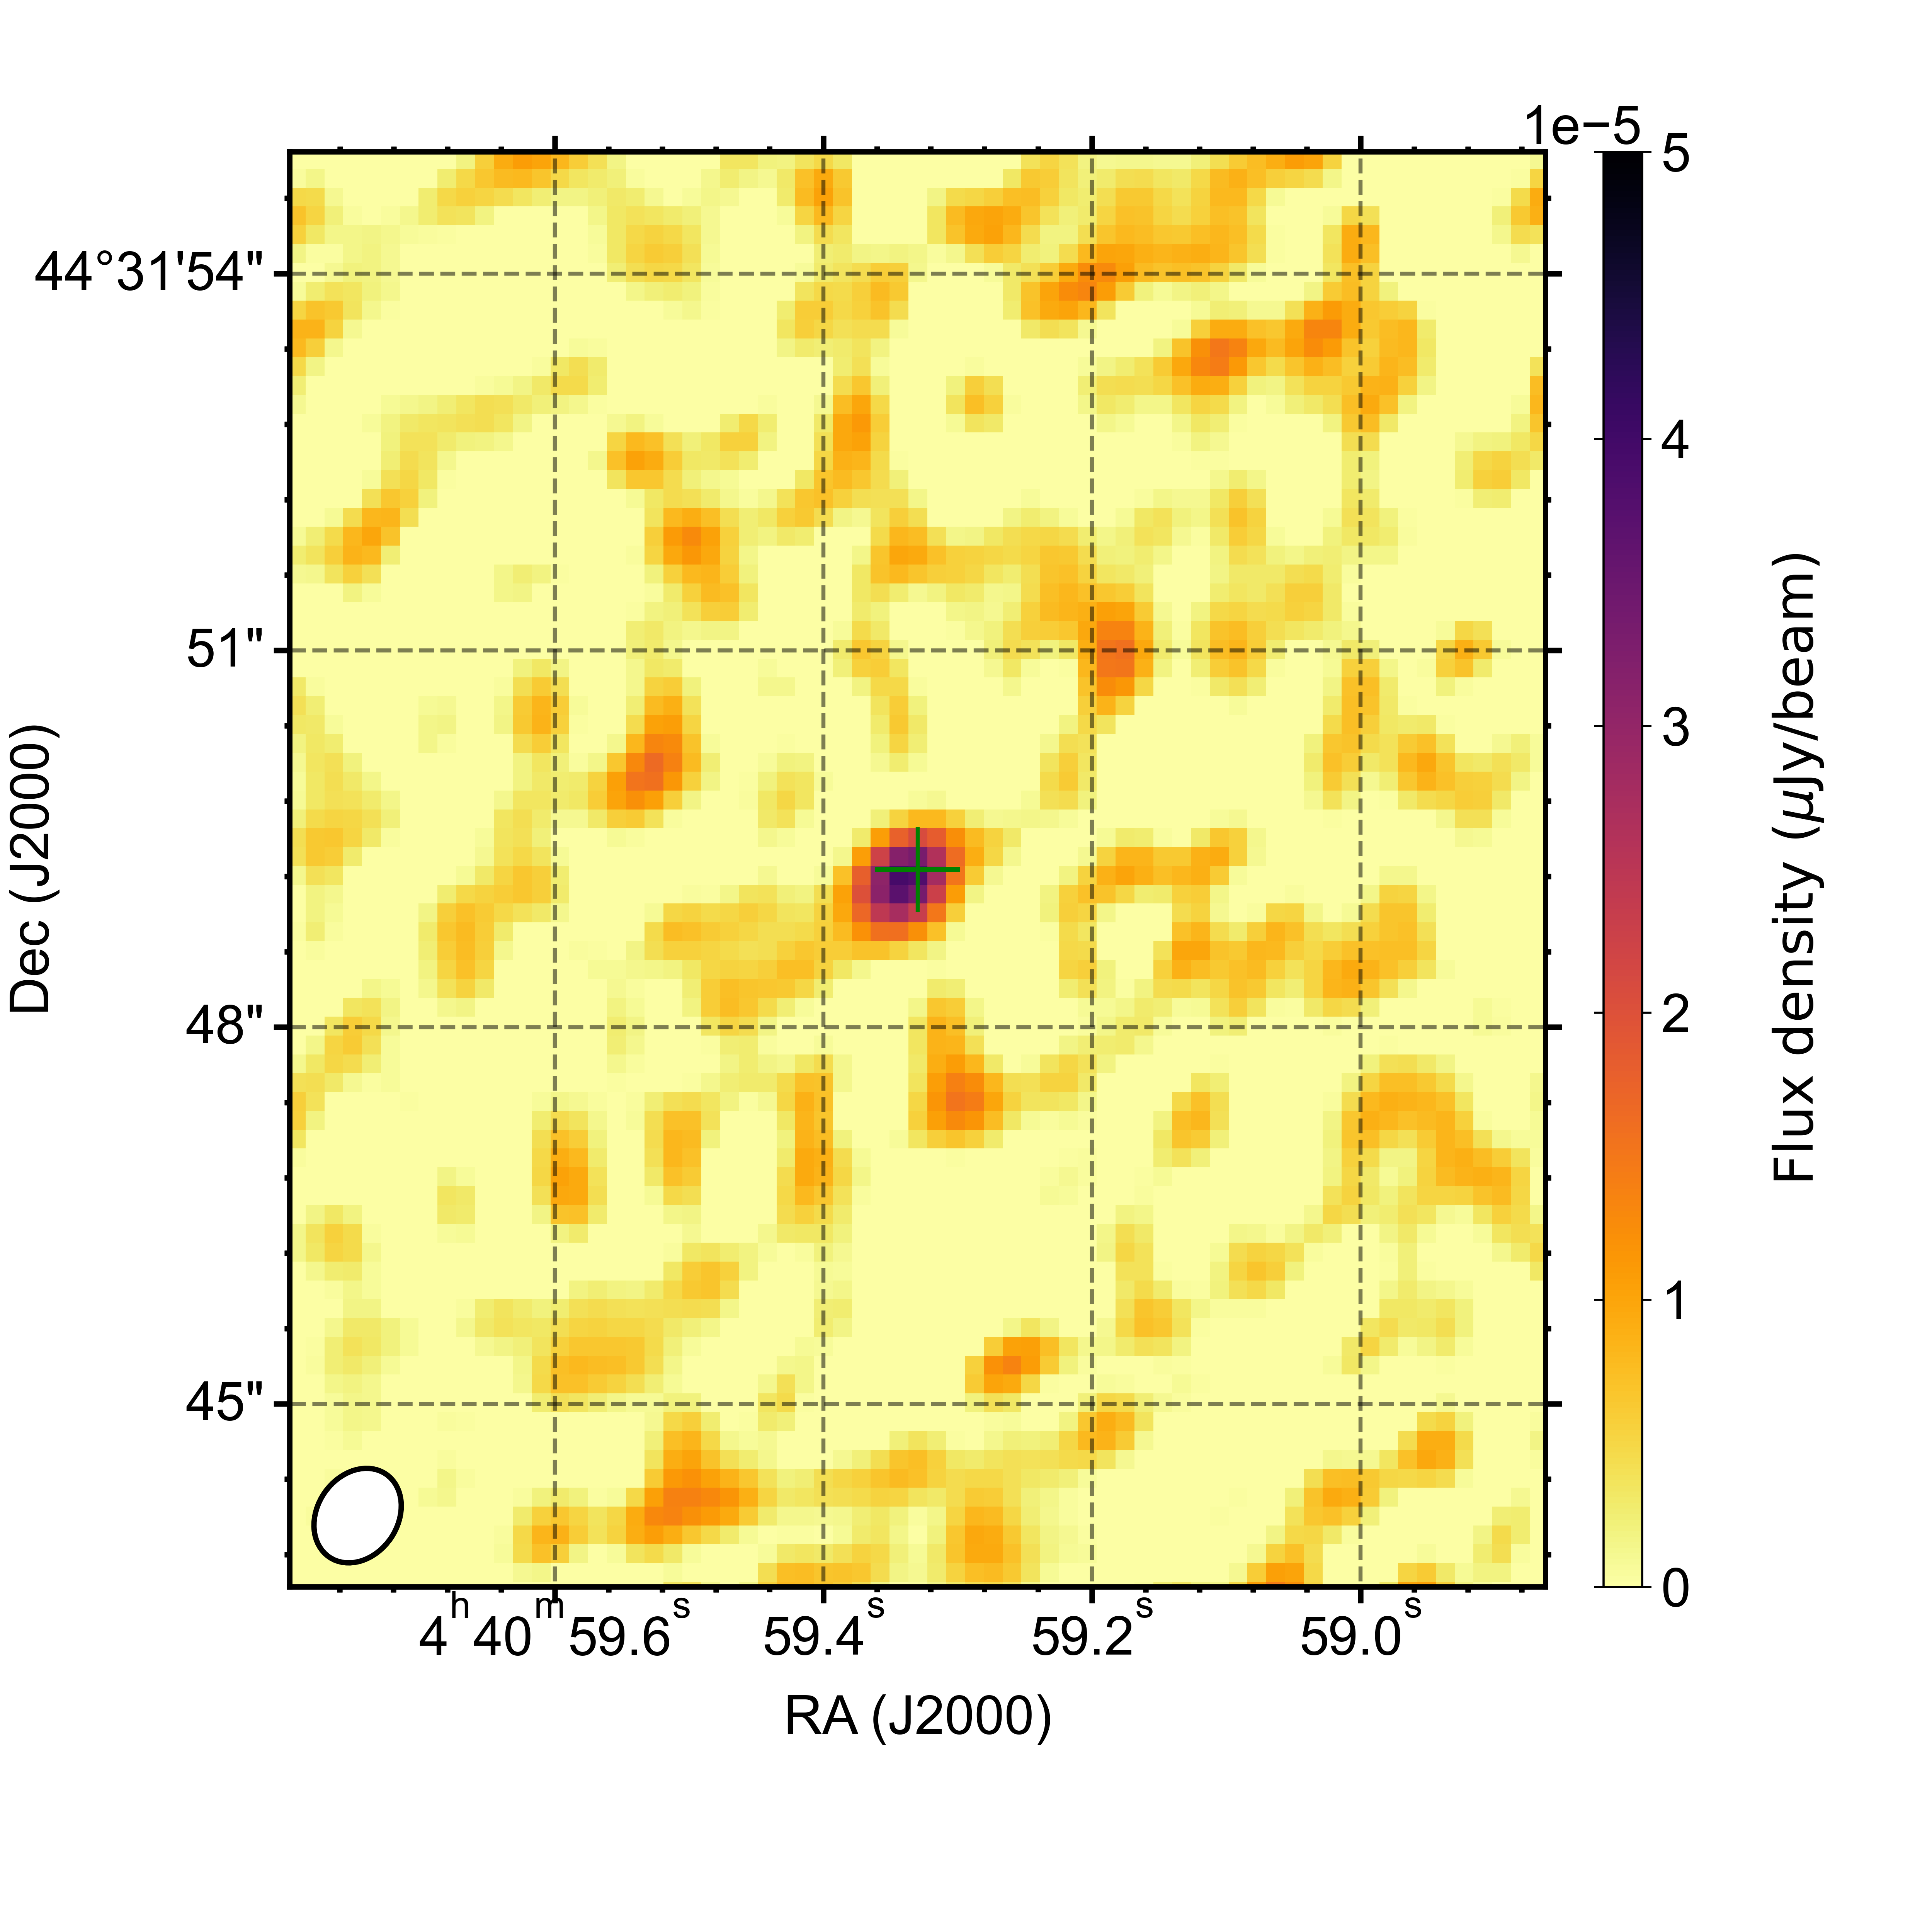 1e−5
5
4
3
2
1
0
Flux density (μJy/beam)
44°31'54"
51"
48"
45"
Dec (J2000)
4h40m59.6s
59.4s
59.2s
59.0s
RA (J2000)